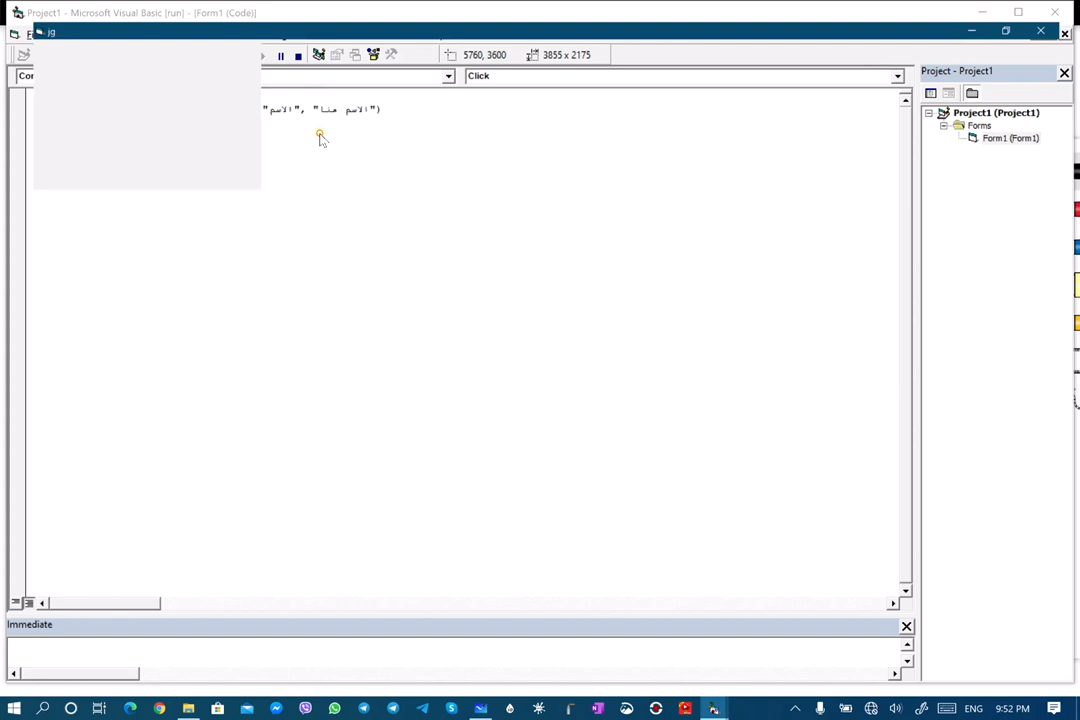 Project1 - Microsoft Visual Basic [run] - [Form1 (Code)]
jg
5760, 3600
3855 x 2175
Click
Project - Project1
"الاسم", "الاسم هنا")
Project1 (Project1)
Forms
Form1 (Form1)
Immediate
ENG
9:52 PM